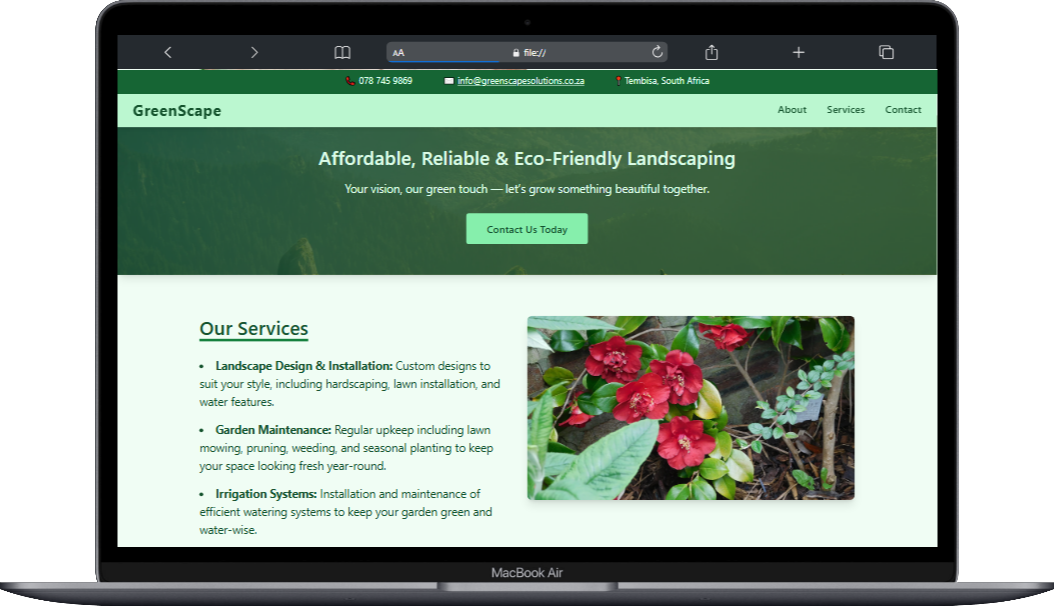 AA file://
078 745 9869 info@greenscapesolutions.co.za Tembisa, South Africa
GreenScape About Services Contact
Affordable, Reliable & Eco-Friendly Landscaping
Your vision, our green touch — let's grow something beautiful together.
Contact Us Today
Our Services
• Landscape Design & Installation: Custom designs to
suit your style, including hardscaping, lawn installation, and
water features.
• Garden Maintenance: Regular upkeep including lawn
mowing, pruning, weeding, and seasonal planting to keep
your space looking fresh year-round.
• Irrigation Systems: Installation and maintenance of
efficient watering systems to keep your garden green and
water-wise.
MacBook Air